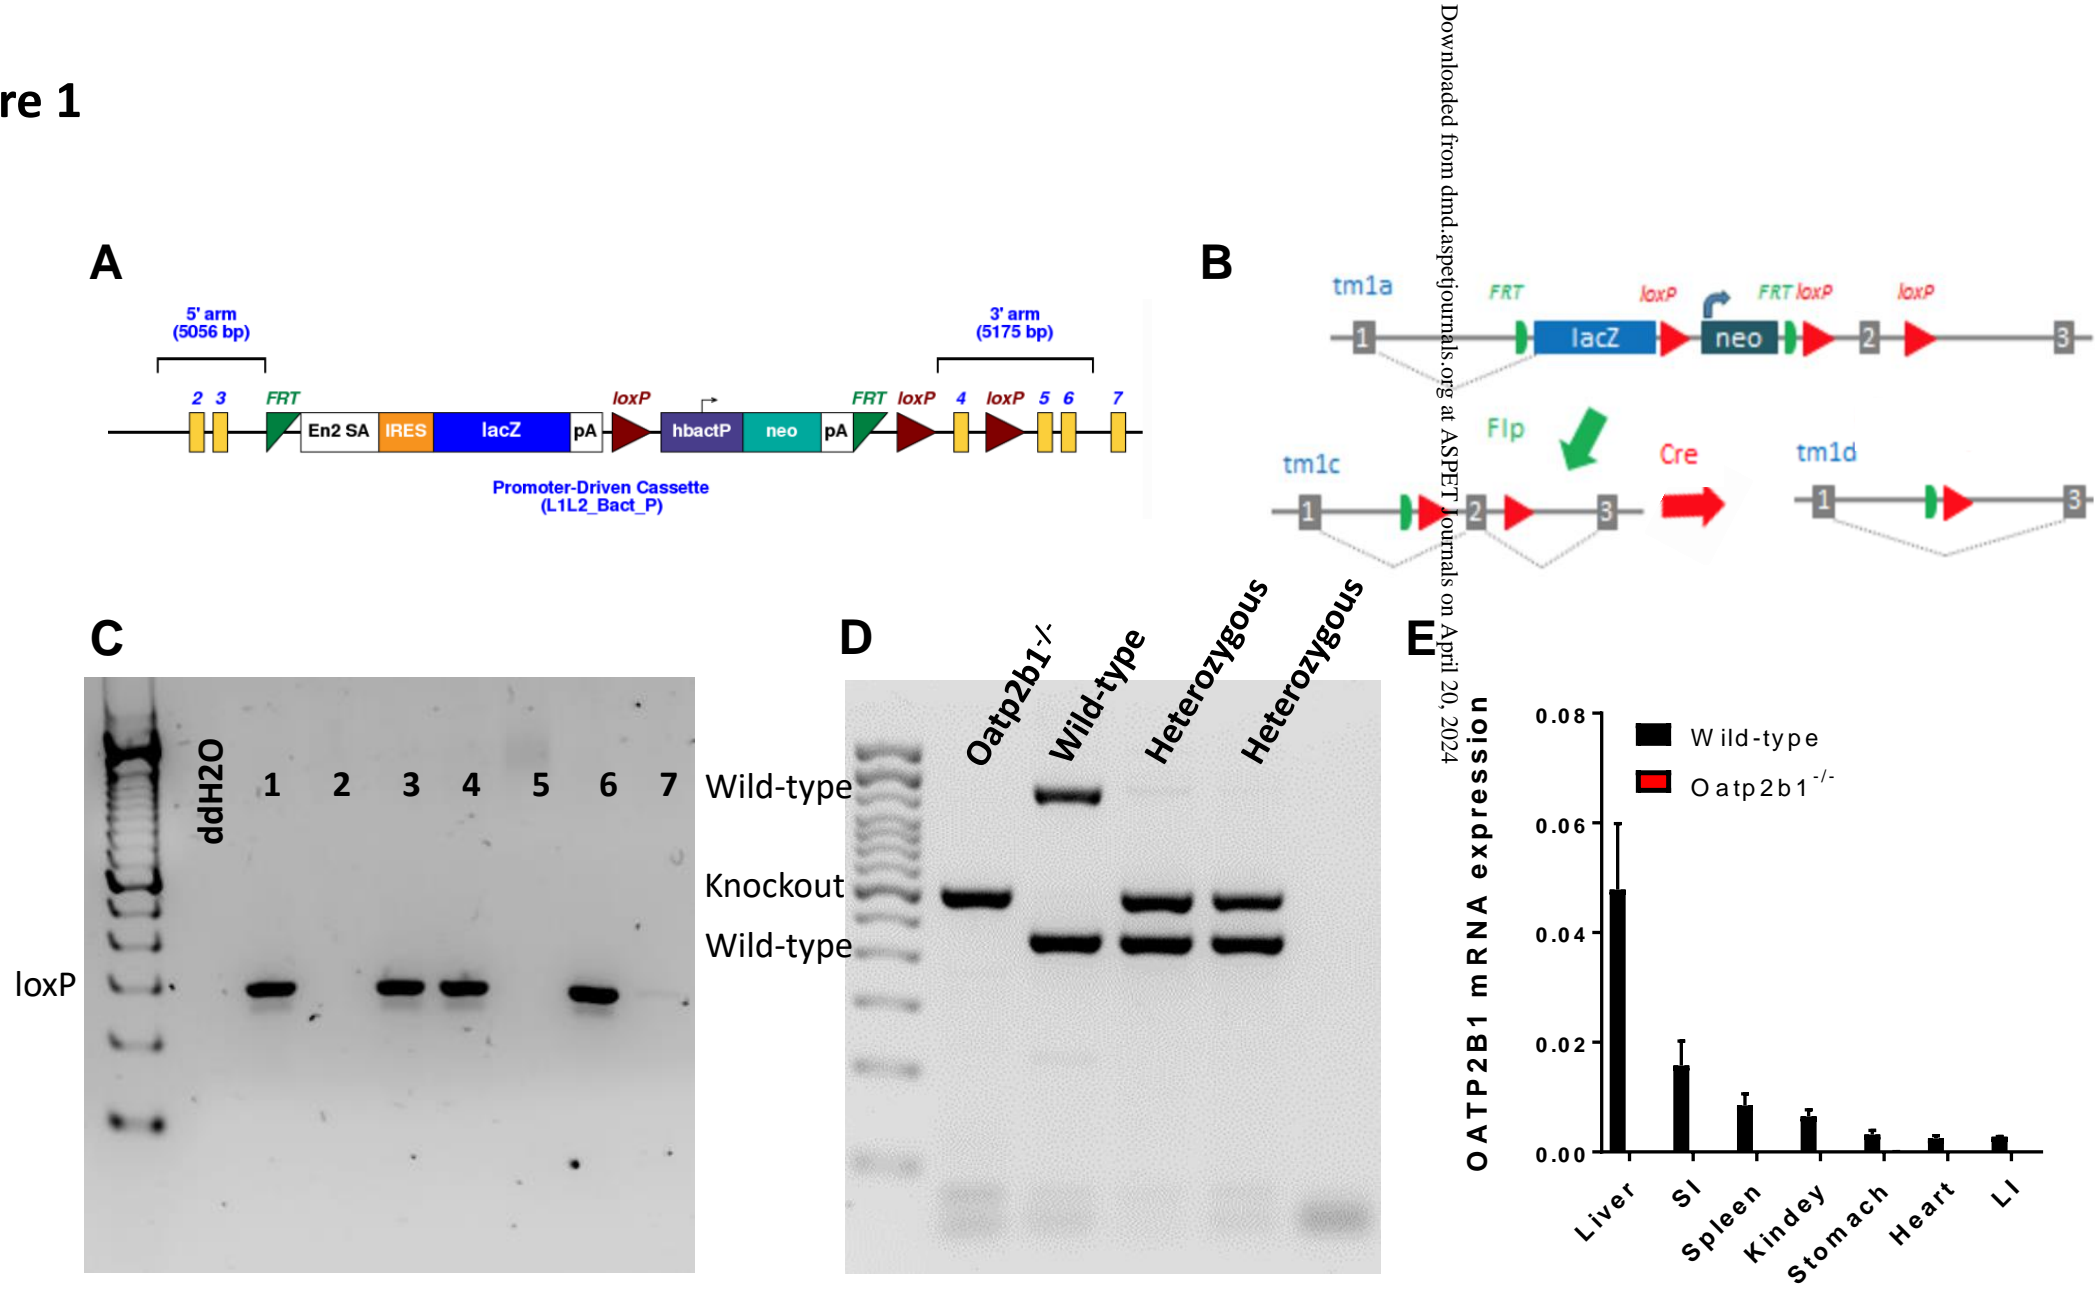 re 1
A
5' arm
(5056 bp)
3' arm
(5175 bp)
2 3 FRT loxP FRT loxP 4 loxP 5 6 7
En2 SA IRES lacZ pA hbactP neo pA
Promoter-Driven Cassette
(L1L2_Bact_P)
B
tm1a
FRT loxP FRT loxP loxP
1 lacZ neo 2 3
Flp
tm1c
Cre
tm1d
1 2 3
1 3
Downloaded from dmd.aspetjournals.org at ASPET Journals on April 20, 2024
C
ddH2O
1 2 3 4 5 6 7
loxP
D
Oatp2b1-/-
Wild-type
Heterozygous
Heterozygous
Wild-type
Knockout
Wild-type
E
OATP2B1 mRNA expression
0.08
0.06
0.04
0.02
0.00
Wild-type
Oatp2b1-/-
Liver
SI
Spleen
Kindey
Stomach
Heart
LI